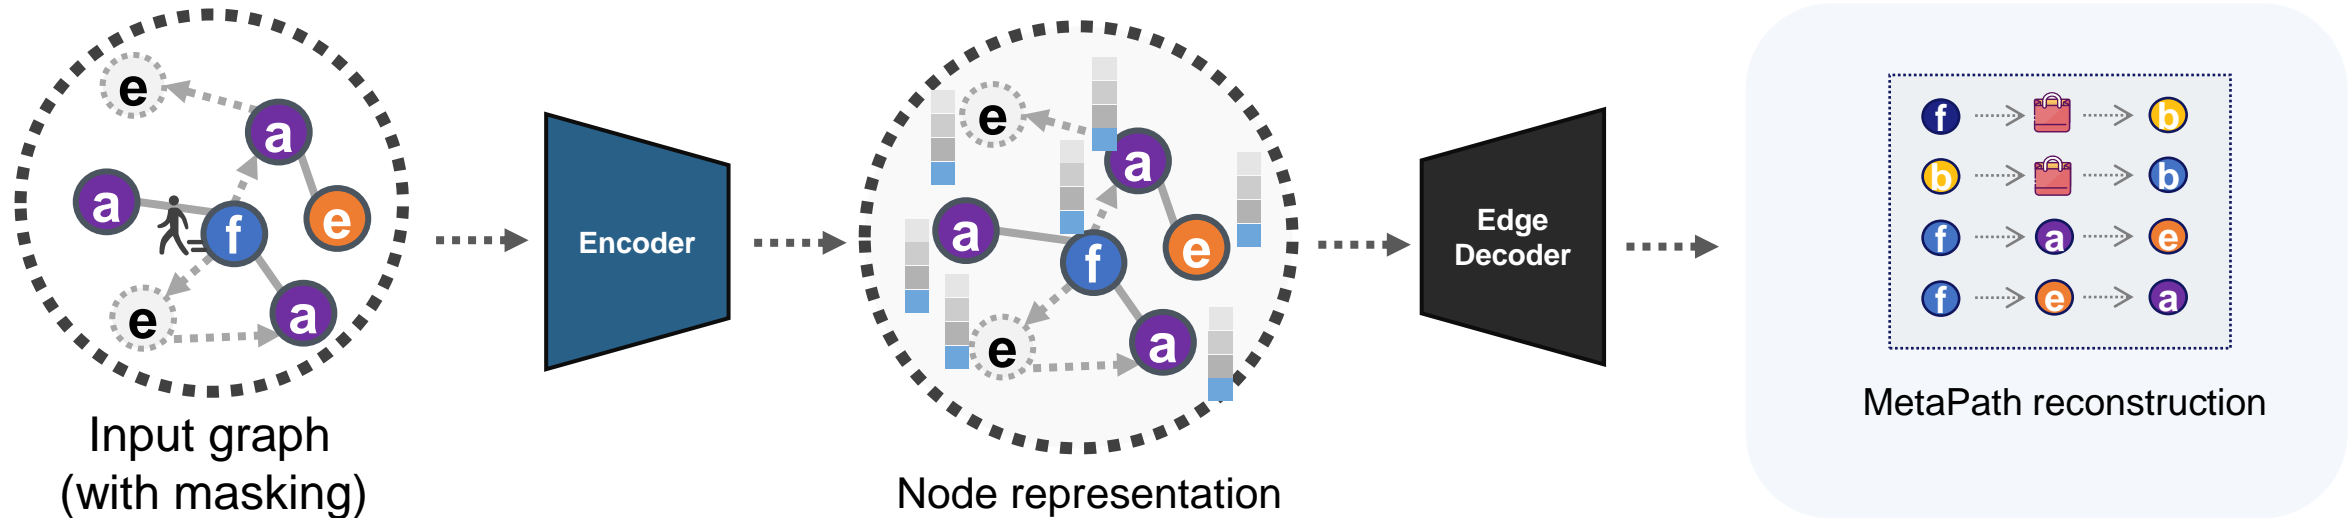 e
a
a
f
e
e
a
Input graph
(with masking)
Encoder
e
a
a
e
f
e
a
Node representation
Edge
Decoder
f b
b b
f a e
f e a
MetaPath reconstruction